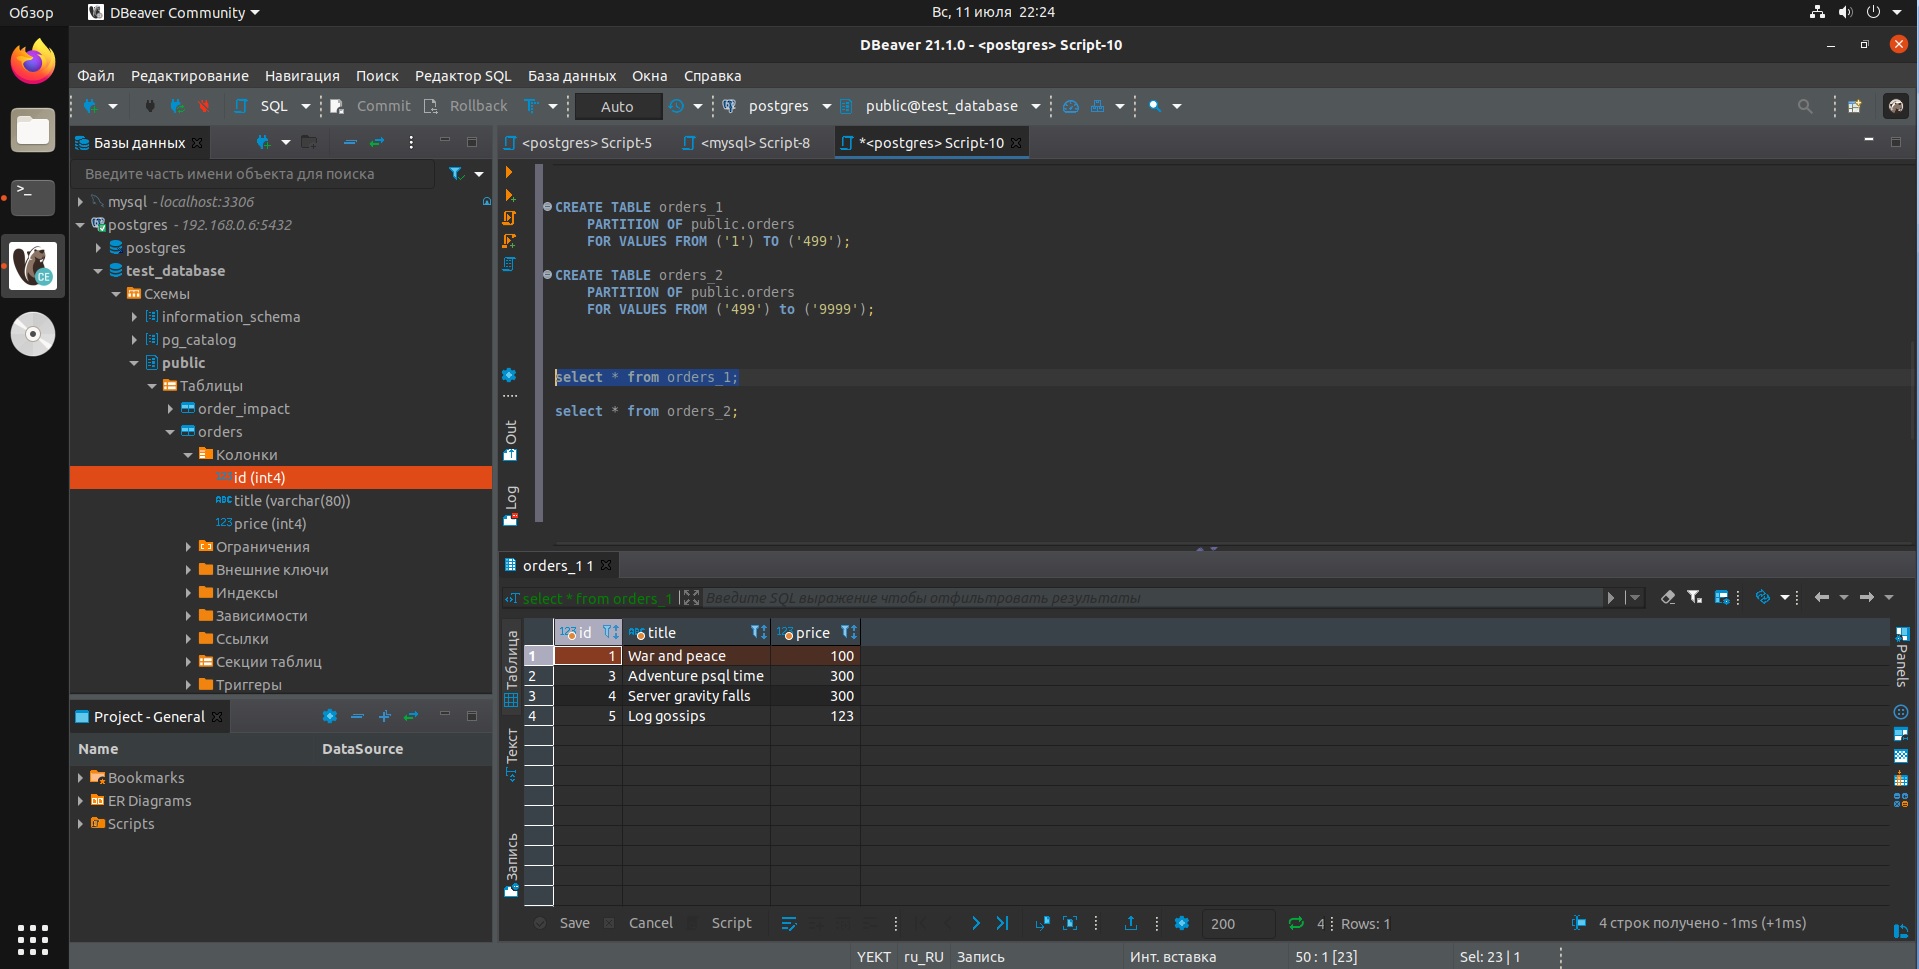 Обзор
DBeaver Community
Вс, 11 июля 22:24
DBeaver 21.1.0 - <postgres> Script-10
Файл Редактирование Навигация Поиск Редактор SQL База данных Окна Справка
SQL Commit Rollback Auto postgres public@test_database
Базы данных
<postgres> Script-5 <mysql> Script-8 *<postgres> Script-10
Введите часть имени объекта для поиска
mysql - localhost:3306
postgres - 192.168.0.6:5432
postgres
test_database
Схемы
information_schema
pg_catalog
public
Таблицы
order_impact
orders
Колонки
123 id (int4)
ABC title (varchar(80))
123 price (int4)
Ограничения
Внешние ключи
Индексы
Зависимости
Ссылки
Секции таблиц
Триггеры
Project - General
Name DataSource
Bookmarks
ER Diagrams
Scripts
CREATE TABLE orders_1
PARTITION OF public.orders
FOR VALUES FROM ('1') TO ('499');
CREATE TABLE orders_2
PARTITION OF public.orders
FOR VALUES FROM ('499') to ('9999');
select * from orders_1;
select * from orders_2;
Out
Log
orders_1 1
select * from orders_1
Введите SQL выражение чтобы отфильтровать результаты
Таблица
Текст
Запись
123 id ABC title 123 price
1 1 War and peace 100
2 3 Adventure psql time 300
3 4 Server gravity falls 300
4 5 Log gossips 123
Panels
Save Cancel Script 200 4 Rows: 1 4 строк получено - 1ms (+1ms)
YEKT ru_RU Запись Инт. вставка 50 : 1 [23] Sel: 23 | 1
CE